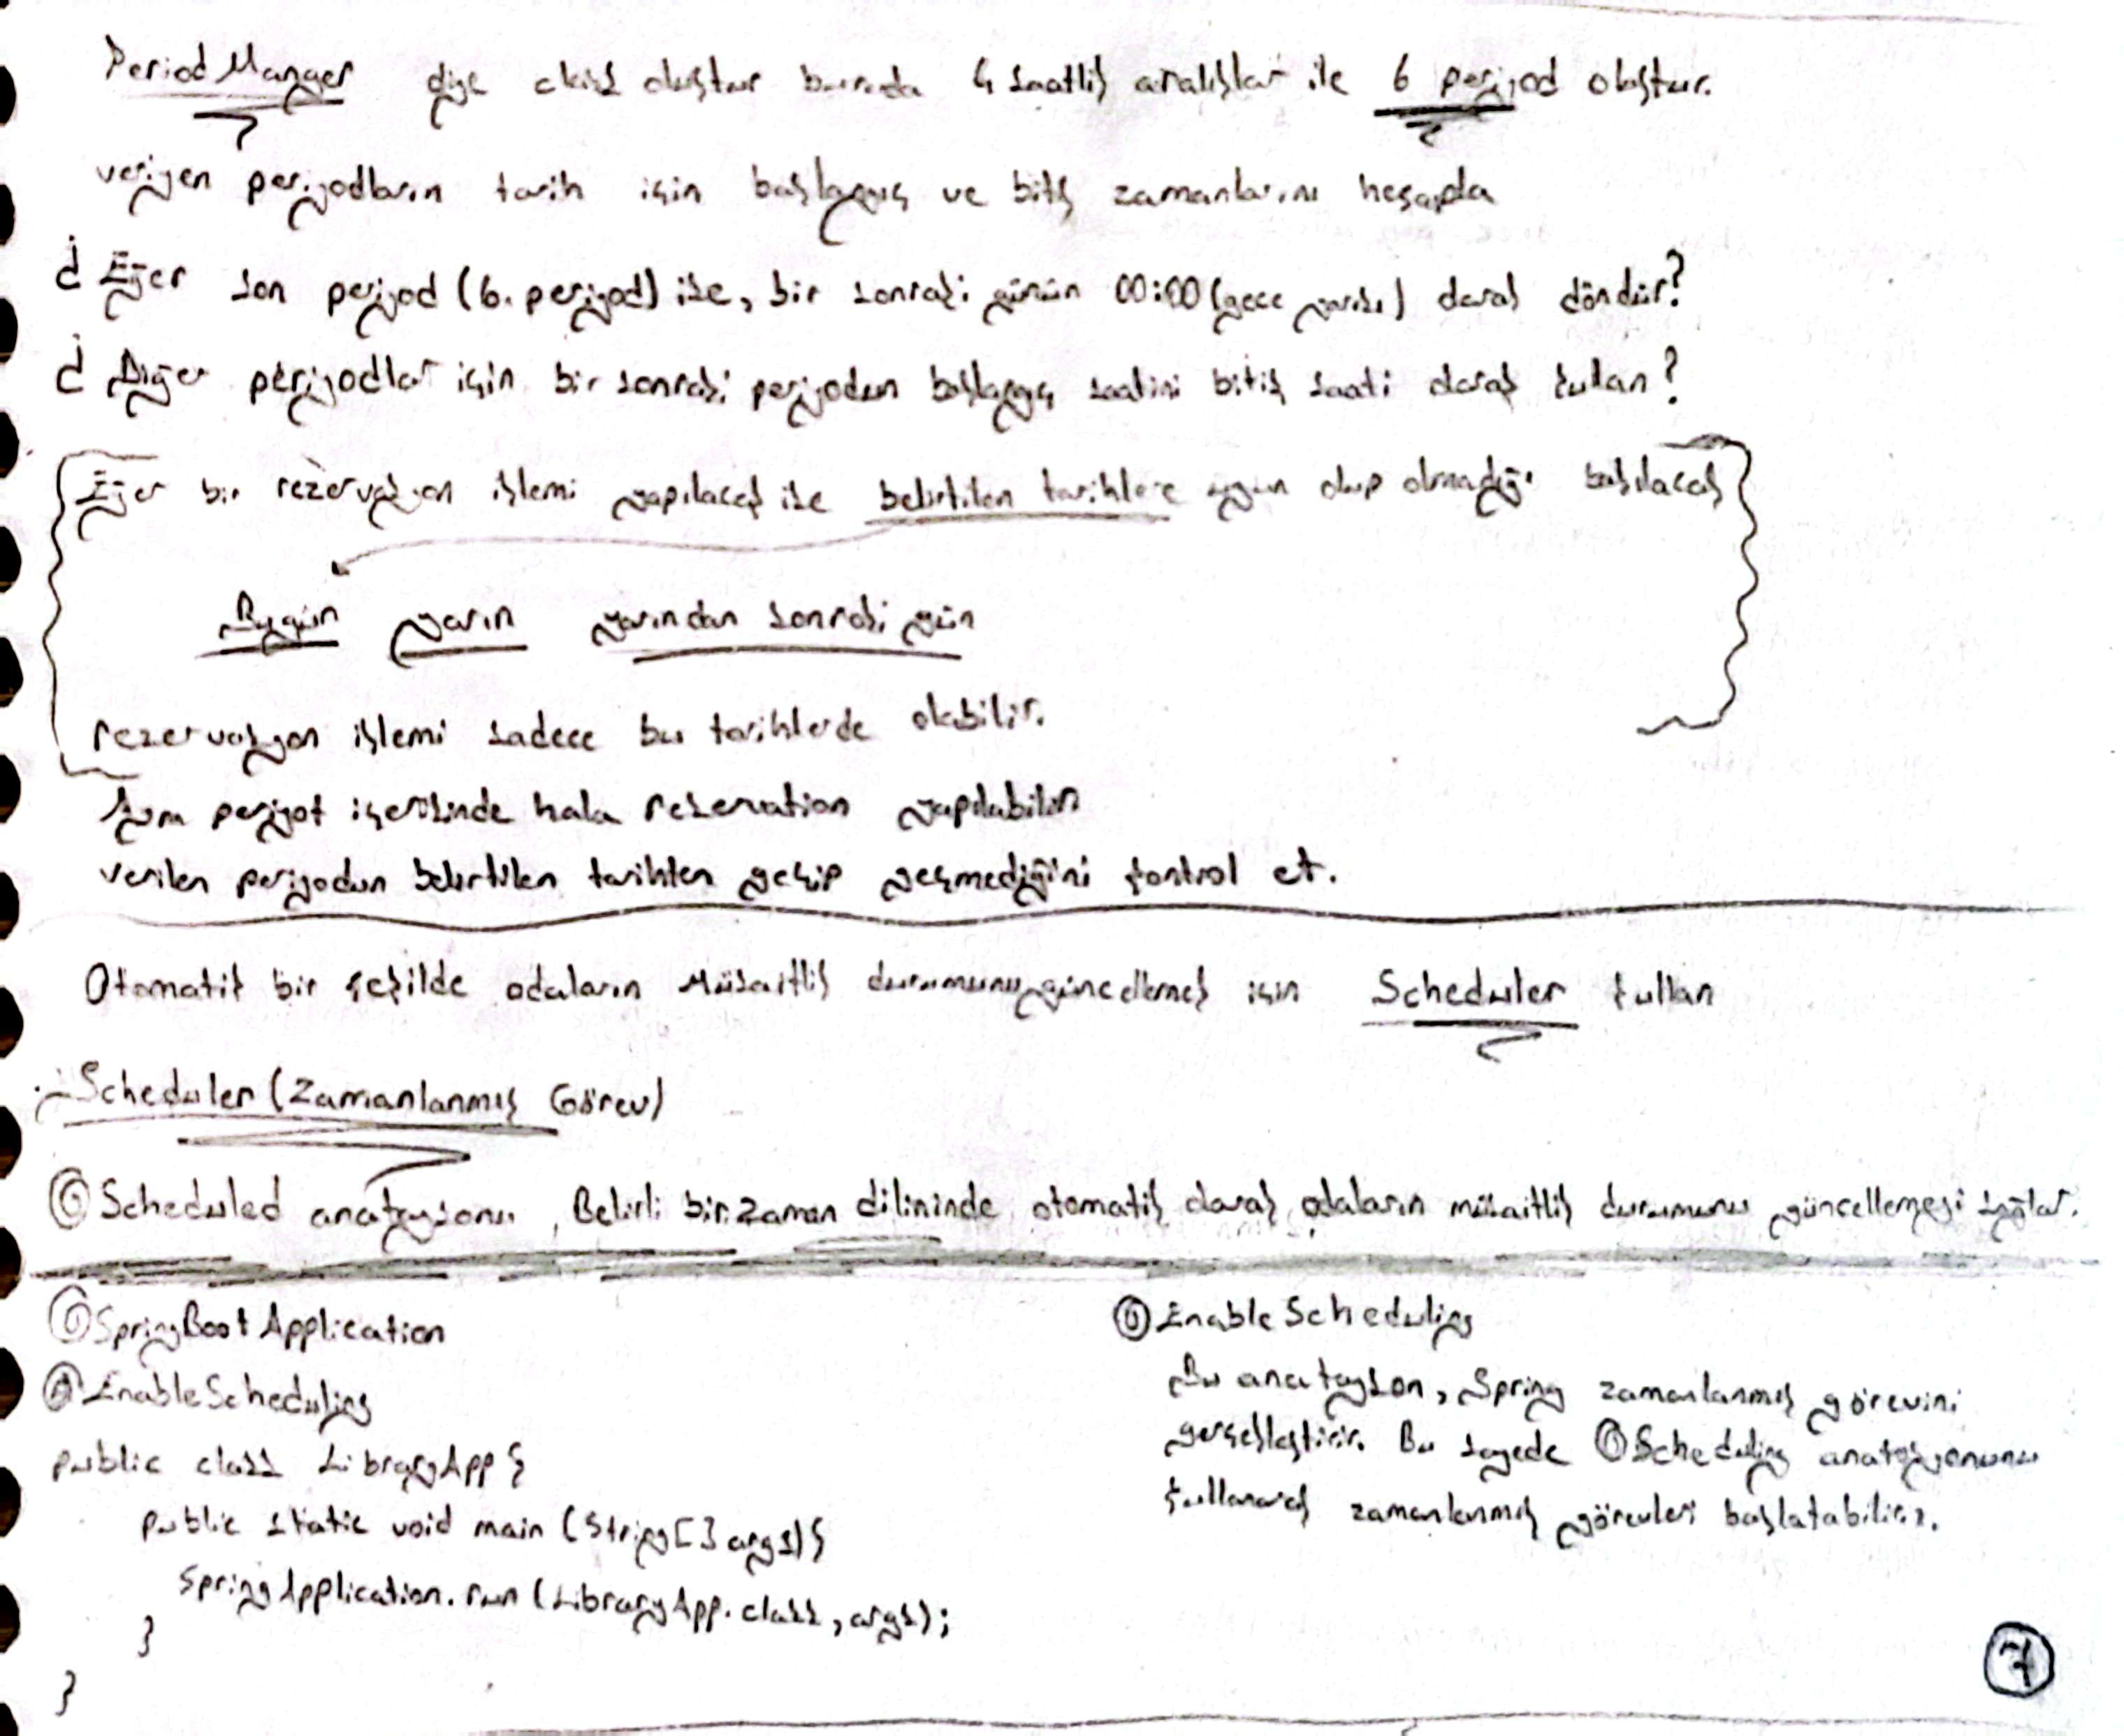 Period Manager diye class oluştur burada 4 saatlik aralıklar ile 6 periyod oluştur.
verilen periyodların tarih için başlangıç ve bitiş zamanlarını hesapla
Eğer son periyod (6. periyod) ise, bir sonraki günün 00:00 (gece yarısı) olarak döndür?
Diğer periyodlar için bir sonraki periyodun başlangıç saatini bitiş saati olarak kullan?
Eğer bir rezervasyon işlemi yapılacak ise belirtilen tarihlere uygun olup olmadığı bakılacak
Bugün yarın yarından sonraki gün
rezervasyon işlemi sadece bu tarihlerde olabilir.
Aynı periyot içerisinde hala reservation yapılabilir
verilen periyodun belirtilen tarihten geçip geçmediğini kontrol et.
Otomatik bir şekilde odaların Müsaitlik durumunu güncellemek için Scheduler kullan
Scheduler (Zamanlanmış Görev)
@Scheduled anatasyonu, Belirli bir zaman diliminde otomatik olarak odaların müsaitlik durumunu güncellemeyi sağlar.
@SpringBootApplication
@EnableScheduling
public class LibraryApp {
public static void main (String[] args) {
SpringApplication.run (LibraryApp.class, args);
}
}
@EnableScheduling
Bu anatasyon, Spring zamanlanmış görevini
gerçekleştirir. Bu sayede @Scheduling anatasyonunu
kullanarak zamanlanmış görevleri başlatabiliriz.
7